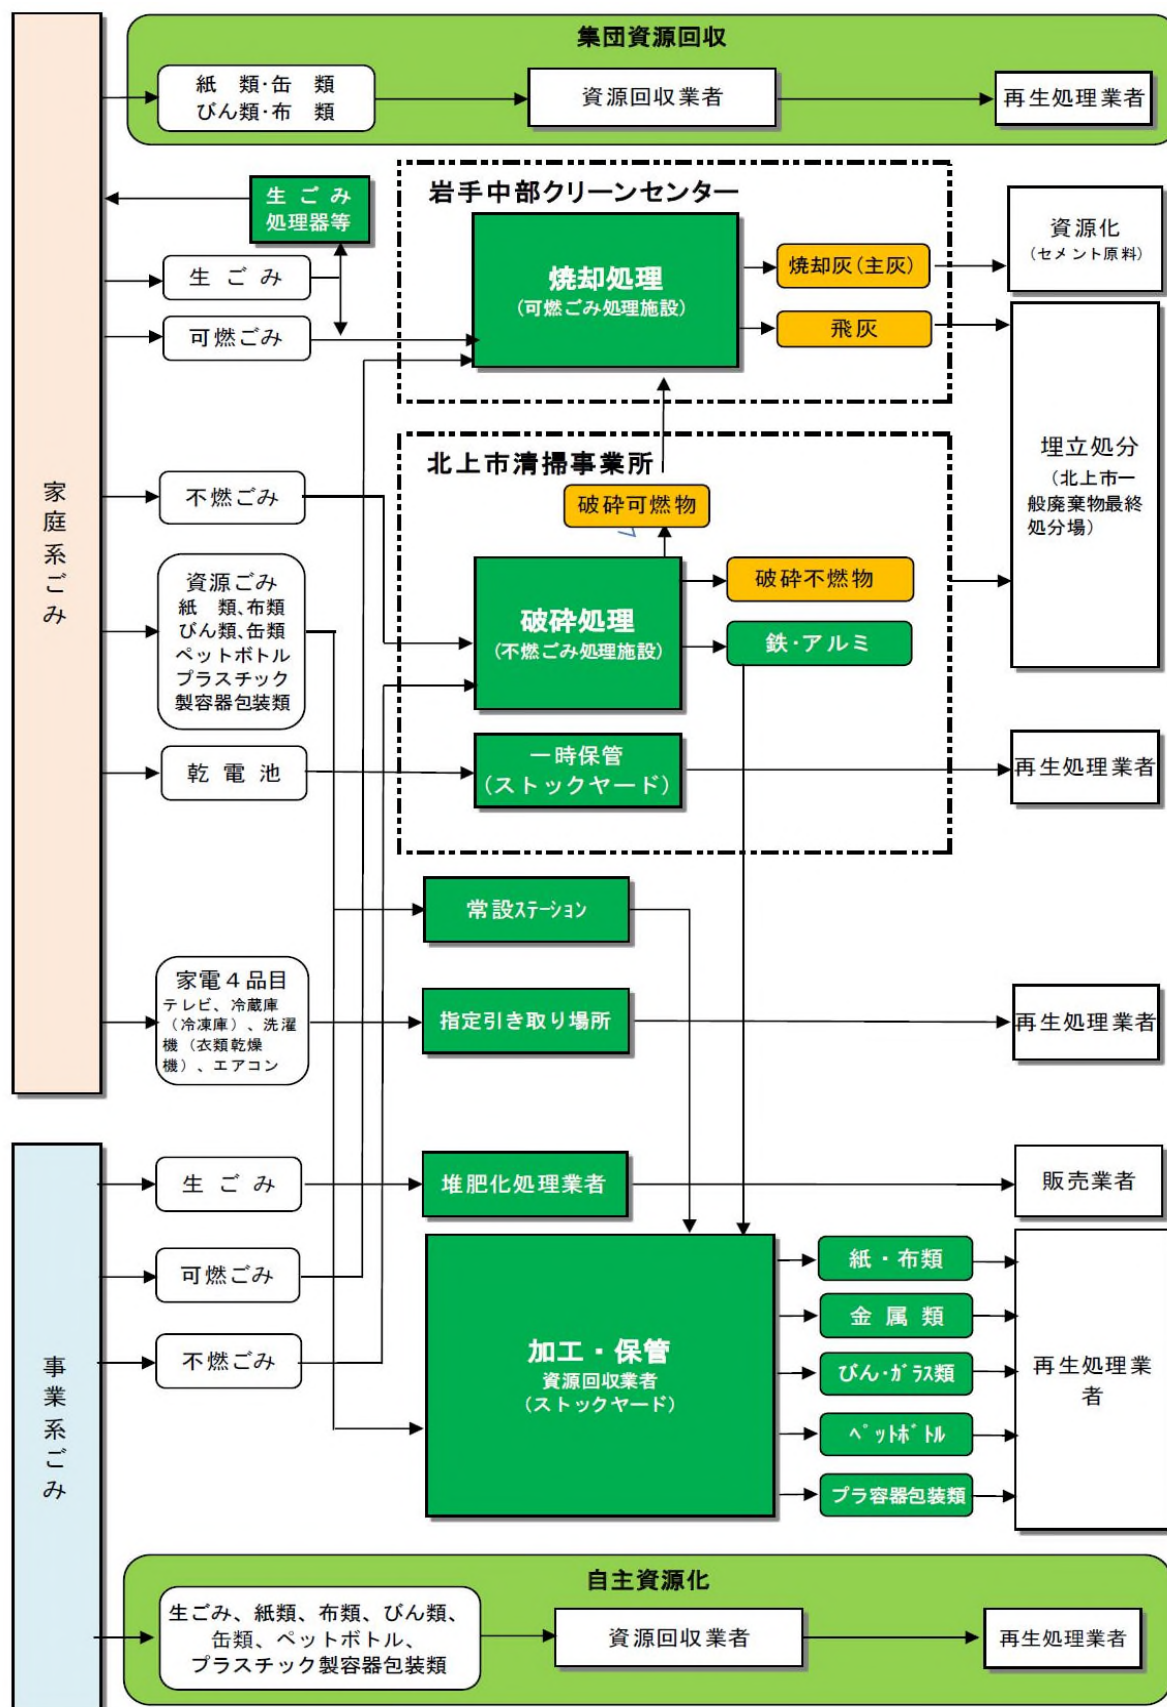 集団資源回収
紙　類・缶　類
びん類・布　類
資源回収業者
再生処理業者
家庭系ごみ
生ごみ
処理器等
生ごみ
可燃ごみ
岩手中部クリーンセンター
焼却処理
(可燃ごみ処理施設)
焼却灰(主灰)
飛灰
資源化
(セメント原料)
埋立処分
（北上市一
般廃棄物最終
処分場）
北上市清掃事業所
破砕可燃物
不燃ごみ
破砕処理
(不燃ごみ処理施設)
破砕不燃物
鉄・アルミ
資源ごみ
紙　類、布類
びん類、缶類
ペットボトル
プラスチック
製容器包装類
乾電池
一時保管
(ストックヤード)
再生処理業者
常設ｽﾃｰｼｮﾝ
家電４品目
テレビ、冷蔵庫
（冷凍庫）、洗濯
機（衣類乾燥
機）、エアコン
指定引き取り場所
再生処理業者
事業系ごみ
生ごみ
堆肥化処理業者
販売業者
可燃ごみ
不燃ごみ
加工・保管
資源回収業者
(ストックヤード)
紙・布類
金属類
びん・ｶﾞﾗｽ類
ﾍﾟｯﾄﾎﾞﾄﾙ
プラ容器包装類
再生処理業
者
自主資源化
生ごみ、紙類、布類、びん類、
缶類、ペットボトル、
プラスチック製容器包装類
資源回収業者
再生処理業者